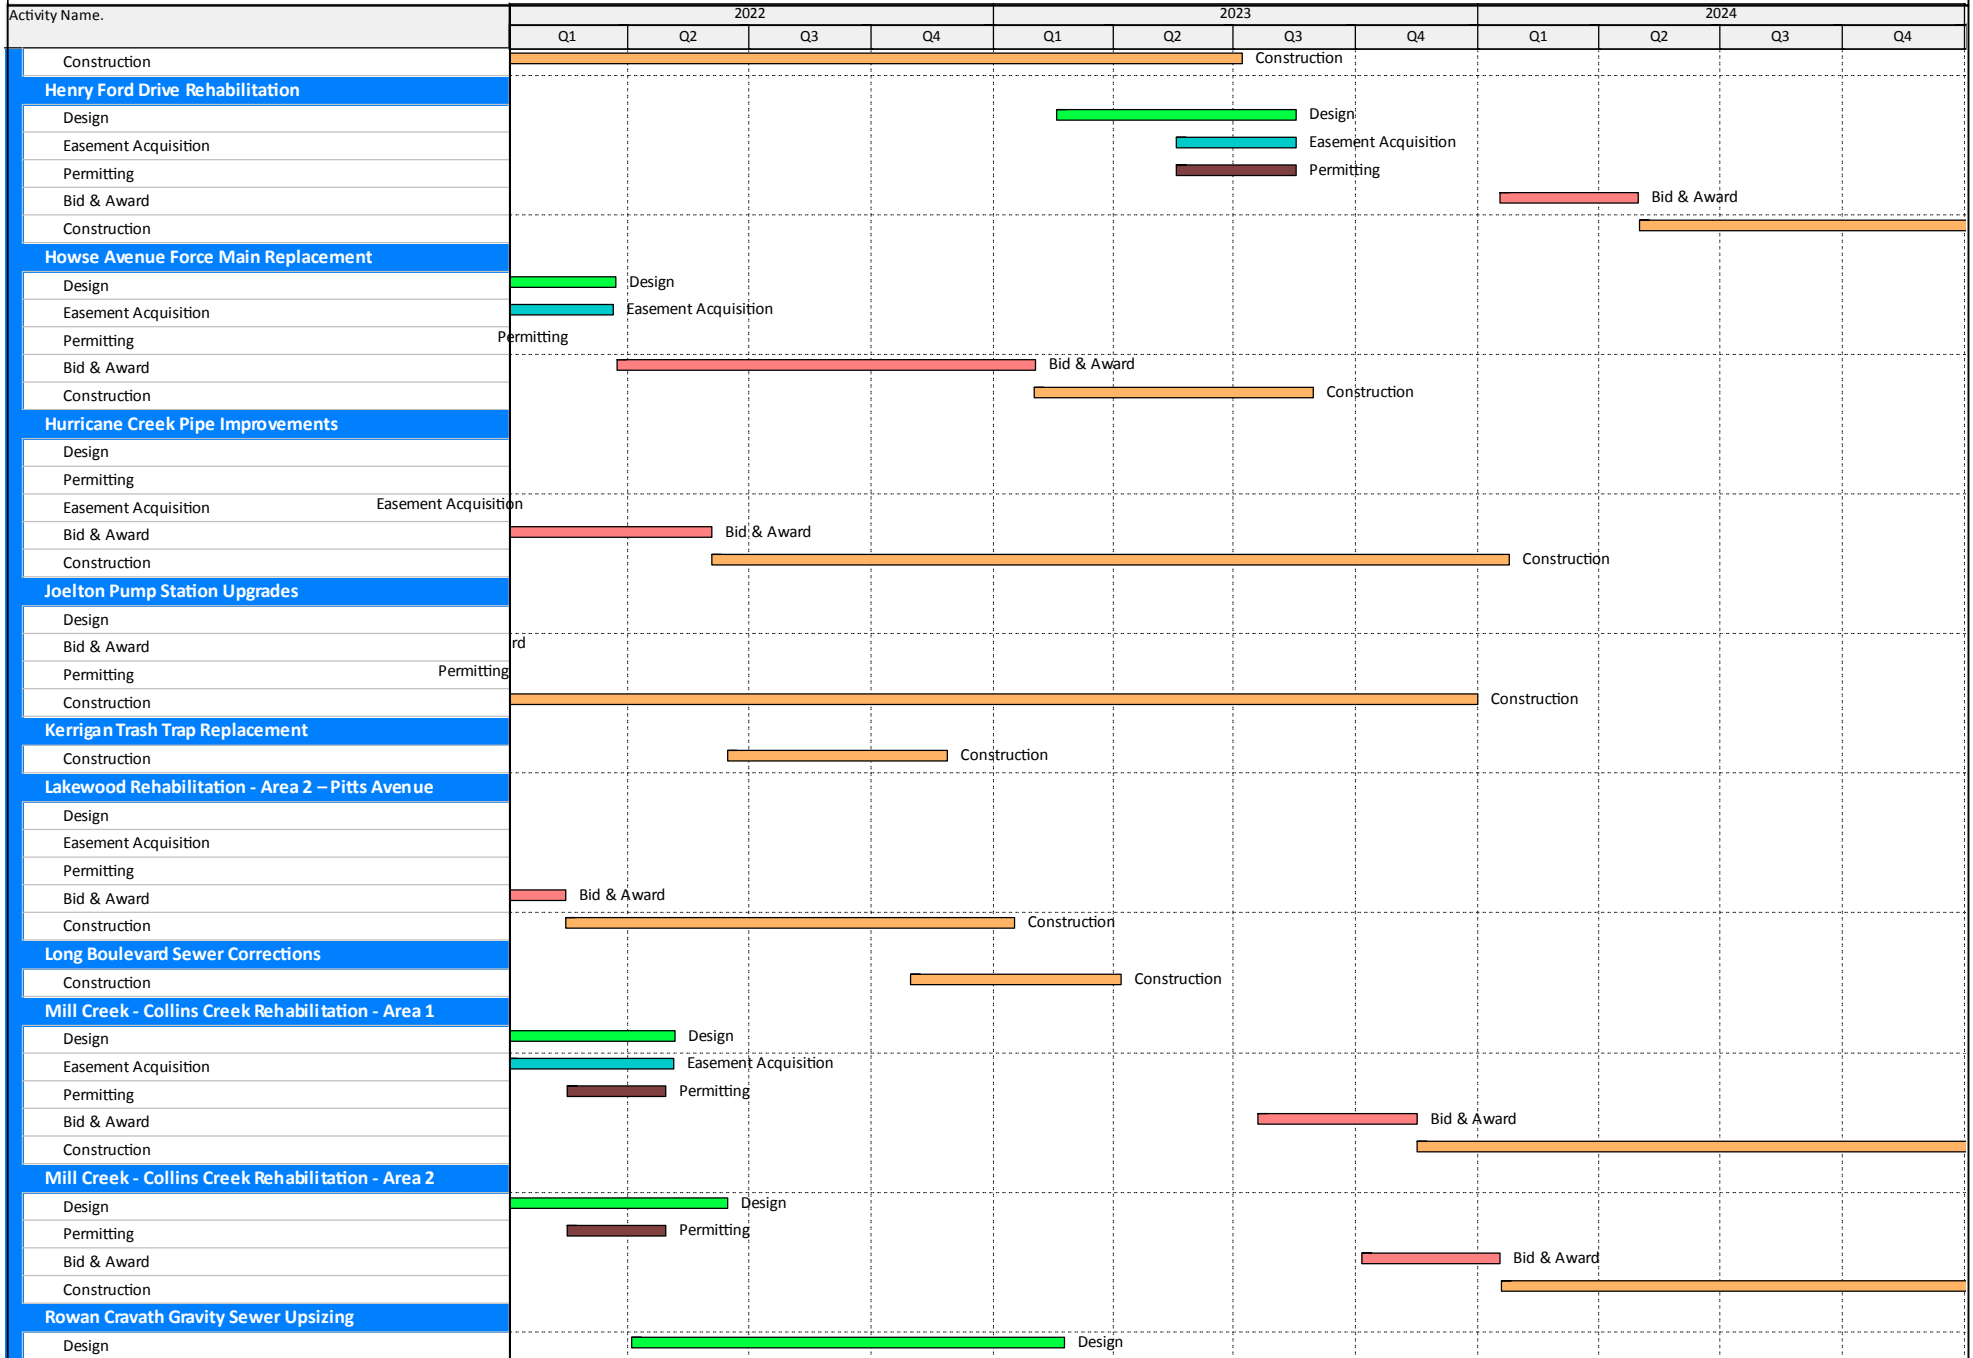 Activity Name.
2022 2023 2024
Q1 Q2 Q3 Q4 Q1 Q2 Q3 Q4 Q1 Q2 Q3 Q4
Construction Construction
Henry Ford Drive Rehabilitation
Design Design
Easement Acquisition Easement Acquisition
Permitting Permitting
Bid & Award Bid & Award
Construction
Howse Avenue Force Main Replacement
Design Design
Easement Acquisition Easement Acquisition
Permitting Permitting
Bid & Award Bid & Award
Construction Construction
Hurricane Creek Pipe Improvements
Design
Permitting
Easement Acquisition Easement Acquisition
Bid & Award Bid & Award
Construction Construction
Joelton Pump Station Upgrades
Design
Bid & Award rd
Permitting Permitting
Construction Construction
Kerrigan Trash Trap Replacement
Construction Construction
Lakewood Rehabilitation - Area 2 – Pitts Avenue
Design
Easement Acquisition
Permitting
Bid & Award Bid & Award
Construction Construction
Long Boulevard Sewer Corrections
Construction Construction
Mill Creek - Collins Creek Rehabilitation - Area 1
Design Design
Easement Acquisition Easement Acquisition
Permitting Permitting
Bid & Award Bid & Award
Construction
Mill Creek - Collins Creek Rehabilitation - Area 2
Design Design
Permitting Permitting
Bid & Award Bid & Award
Construction
Rowan Cravath Gravity Sewer Upsizing
Design Design